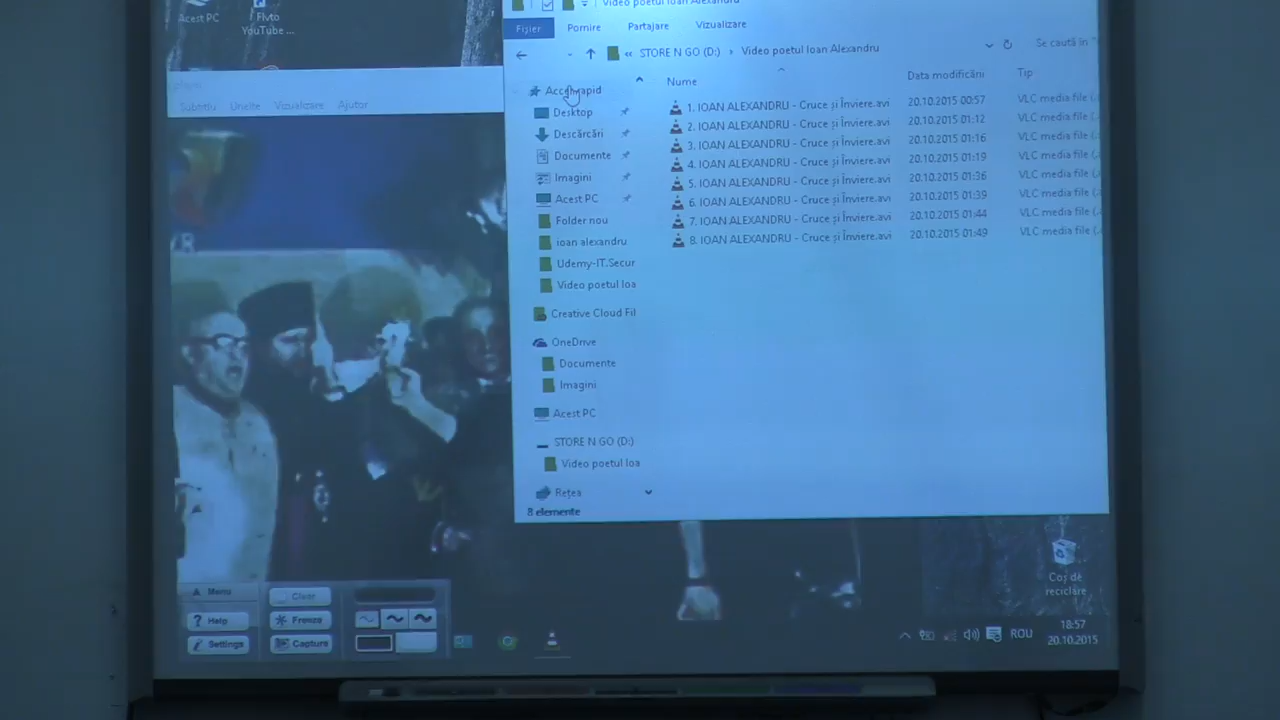 Acest PC
Flvto
YouTube ...
Subtitlu Unelte Vizualizare Ajutor
Video poetul Ioan Alexandru
Fișier Pornire Partajare Vizualizare
« STORE N GO (D:) › Video poetul Ioan Alexandru
Se caută în "
Nume Data modificării Tip
1. IOAN ALEXANDRU - Cruce și Înviere.avi 20.10.2015 00:57 VLC media file (.
2. IOAN ALEXANDRU - Cruce și Înviere.avi 20.10.2015 01:12 VLC media file (.
3. IOAN ALEXANDRU - Cruce și Înviere.avi 20.10.2015 01:16 VLC media file (.
4. IOAN ALEXANDRU - Cruce și Înviere.avi 20.10.2015 01:19 VLC media file (.
5. IOAN ALEXANDRU - Cruce și Înviere.avi 20.10.2015 01:36 VLC media file (.
6. IOAN ALEXANDRU - Cruce și Înviere.avi 20.10.2015 01:39 VLC media file (.
7. IOAN ALEXANDRU - Cruce și Înviere.avi 20.10.2015 01:44 VLC media file (.
8. IOAN ALEXANDRU - Cruce și Înviere.avi 20.10.2015 01:49 VLC media file (.
Acces rapid
Desktop
Descărcări
Documente
Imagini
Acest PC
Folder nou
ioan alexandru
Udemy-IT.Secur
Video poetul Ioa
Creative Cloud Fil
OneDrive
Documente
Imagini
Acest PC
STORE N GO (D:)
Video poetul Ioa
Rețea
8 elemente
Menu
Help
Settings
Clear
Freeze
Capture
Coș de
reciclare
ROU
18:57
20.10.2015